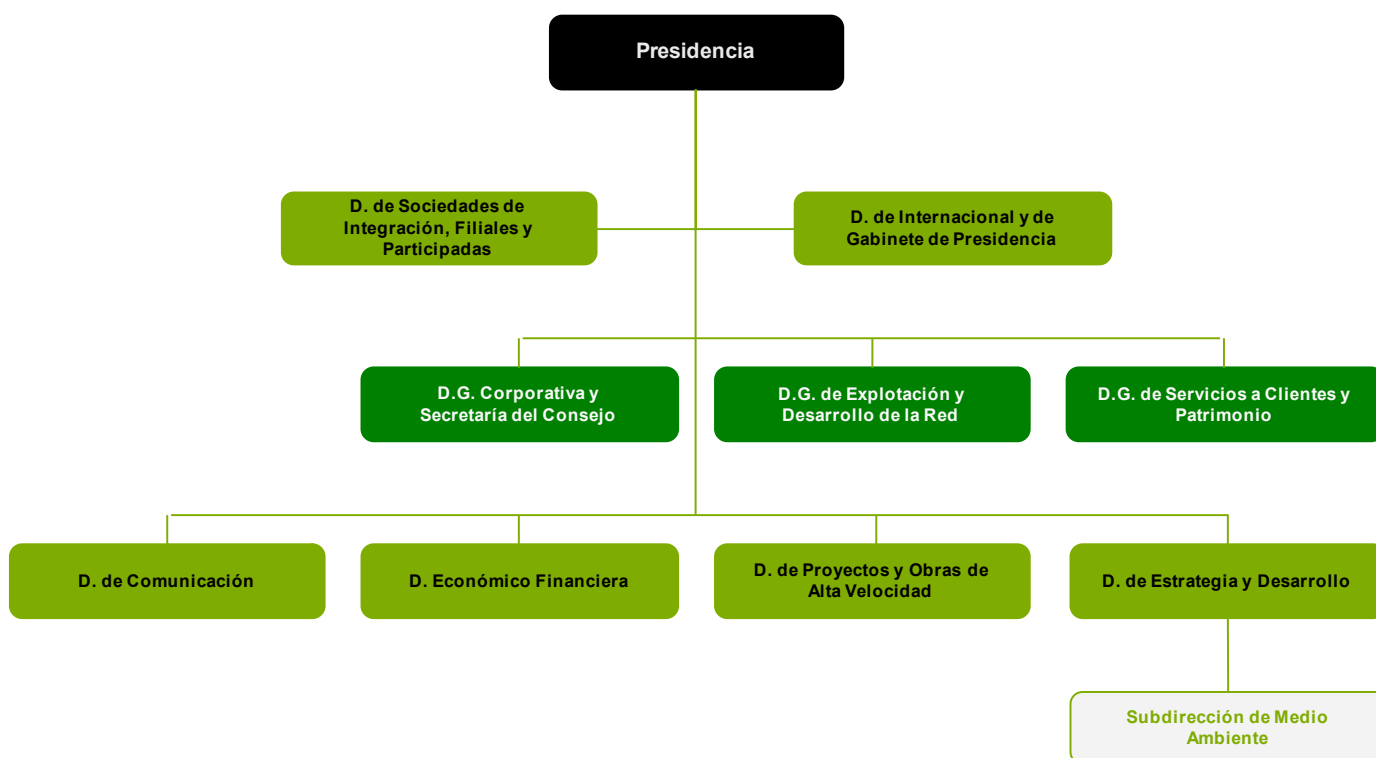 Presidencia
D. de Sociedades de
Integración, Filiales y
Participadas
D. de Internacional y de
Gabinete de Presidencia
D.G. Corporativa y
Secretaría del Consejo
D.G. de Explotación y
Desarrollo de la Red
D.G. de Servicios a Clientes y
Patrimonio
D. de Comunicación
D. Económico Financiera
D. de Proyectos y Obras de
Alta Velocidad
D. de Estrategia y Desarrollo
Subdirección de Medio
Ambiente